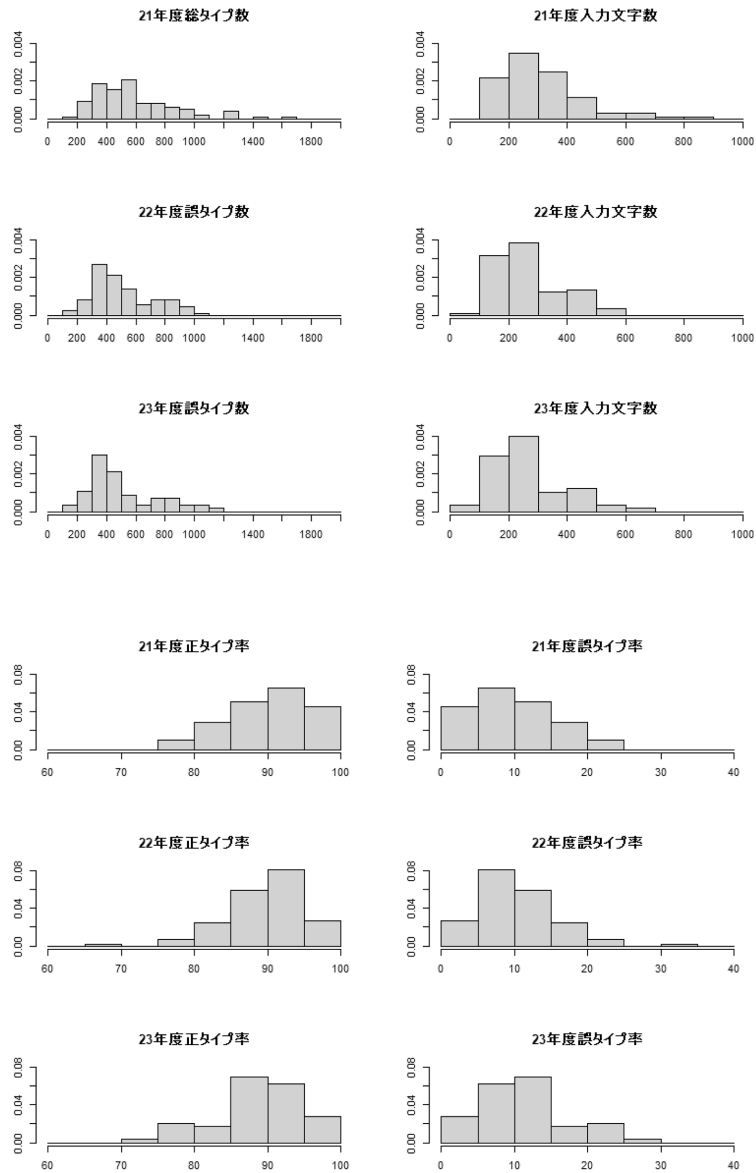 21年度総タイプ数
21年度入力文字数
0.000 0.002 0.004
0.000 0.002 0.004
0 200 400 600 800 1000 1400 1800
0 200 400 600 800 1000
22年度誤タイプ数
22年度入力文字数
0.000 0.002 0.004
0.000 0.002 0.004
0 200 400 600 800 1000 1400 1800
0 200 400 600 800 1000
23年度誤タイプ数
23年度入力文字数
0.000 0.002 0.004
0.000 0.002 0.004
0 200 400 600 800 1000 1400 1800
0 200 400 600 800 1000
21年度正タイプ率
21年度誤タイプ率
0.00 0.04 0.08
0.00 0.04 0.08
60 70 80 90 100
0 10 20 30 40
22年度正タイプ率
22年度誤タイプ率
0.00 0.04 0.08
0.00 0.04 0.08
60 70 80 90 100
0 10 20 30 40
23年度正タイプ率
23年度誤タイプ率
0.00 0.04 0.08
0.00 0.04 0.08
60 70 80 90 100
0 10 20 30 40